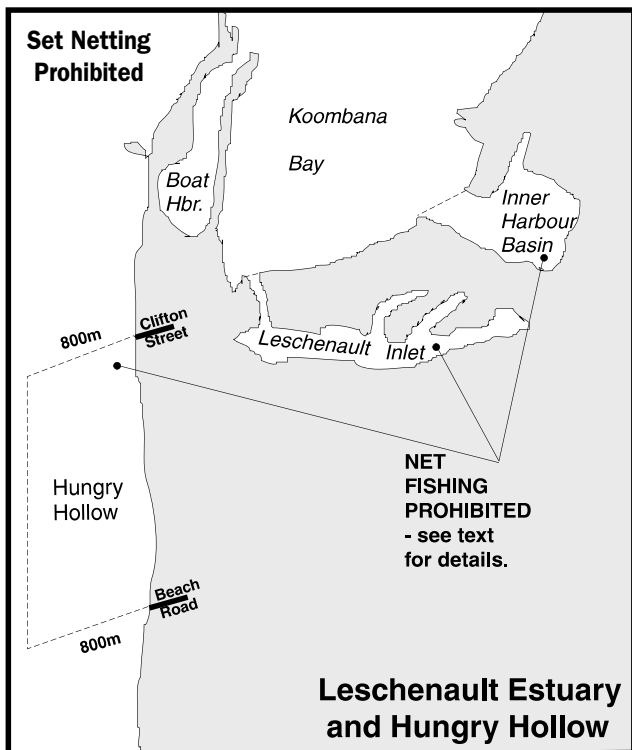 Set Netting
Prohibited
Koombana
Bay
Boat
Hbr.
Inner
Harbour
Basin
800m
Clifton
Street
Leschenault Inlet
Hungry
Hollow
NET
FISHING
PROHIBITED
- see text
for details.
Beach
Road
800m
Leschenault Estuary
and Hungry Hollow